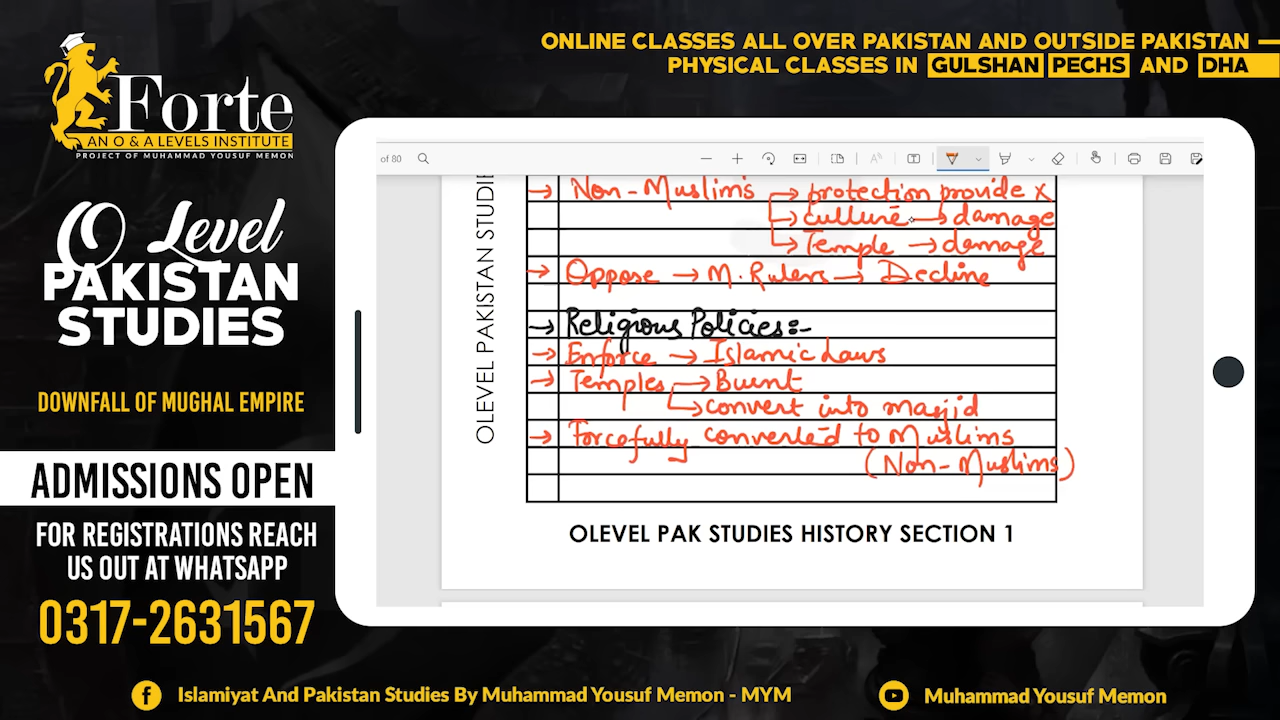 Forte
AN O & A LEVELS INSTITUTE
PROJECT OF MUHAMMAD YOUSUF MEMON
O Level
PAKISTAN
STUDIES
DOWNFALL OF MUGHAL EMPIRE
ADMISSIONS OPEN
FOR REGISTRATIONS REACH
US OUT AT WHATSAPP
0317-2631567
ONLINE CLASSES ALL OVER PAKISTAN AND OUTSIDE PAKISTAN
PHYSICAL CLASSES IN GULSHAN PECHS AND DHA
of 80
OLEVEL PAKISTAN STUDIE
→ Non-Muslims → protection provide x
→ culture → damage
→ Temple → damage
→ Oppose → M. Rulers → Decline
→ Religious Policies:-
→ Enforce → Islamic Laws
→ Temples → Burnt
→ convert into masjid
→ Forcefully converted to Muslims
(Non-Muslims)
OLEVEL PAK STUDIES HISTORY SECTION 1
Islamiyat And Pakistan Studies By Muhammad Yousuf Memon - MYM
Muhammad Yousuf Memon